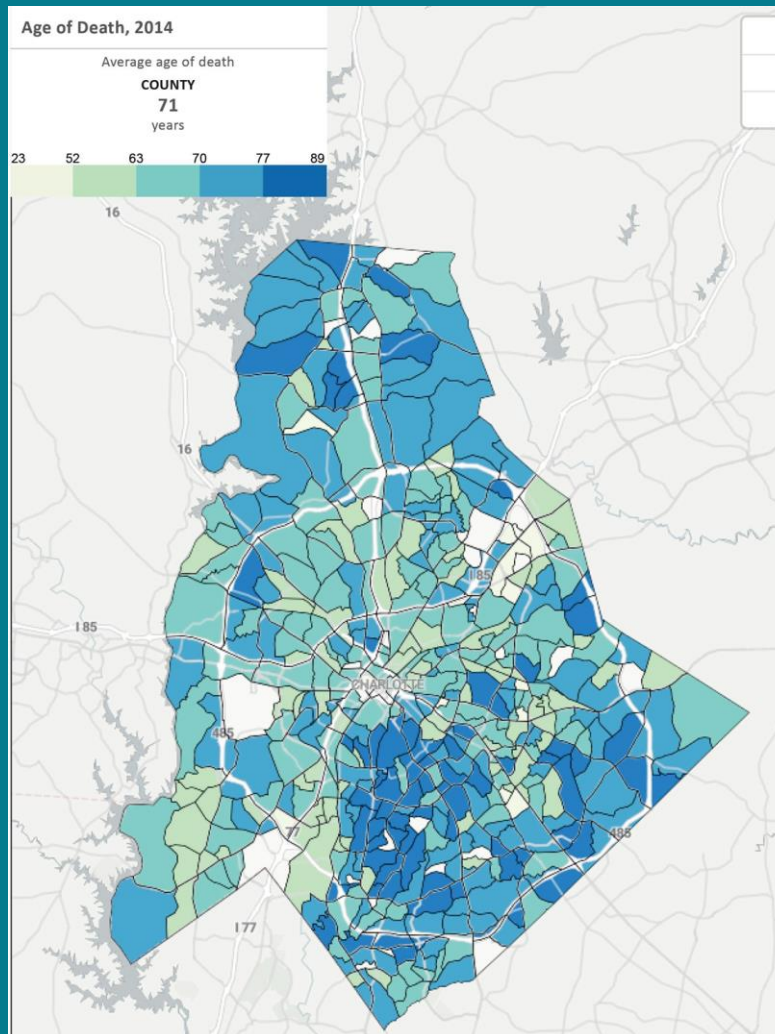 Age of Death, 2014
Average age of death
COUNTY
71
years
23 52 63 70 77 89
16
16
I 85
I 85
CHARLOTTE
485
77
485
I 77